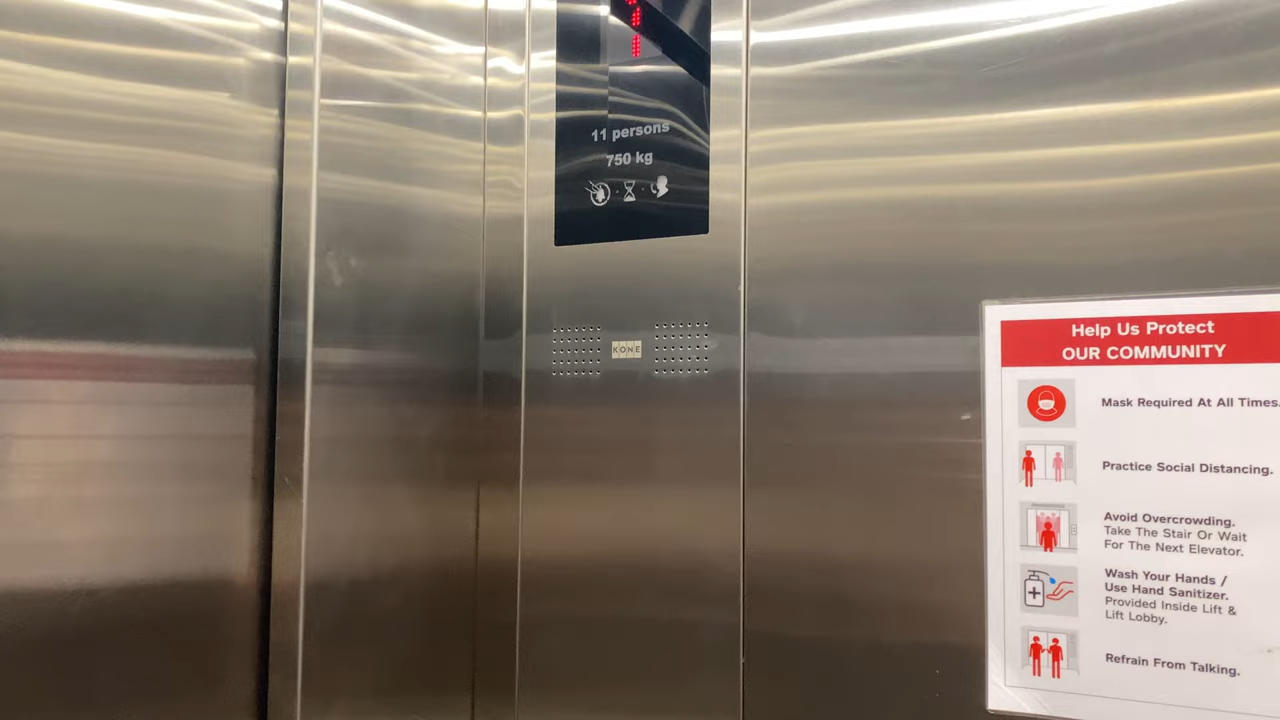 11 persons
750 kg
KONE
Help Us Protect
OUR COMMUNITY
Mask Required At All Times.
Practice Social Distancing.
Avoid Overcrowding.
Take The Stair Or Wait
For The Next Elevator.
Wash Your Hands /
Use Hand Sanitizer.
Provided Inside Lift &
Lift Lobby.
Refrain From Talking.